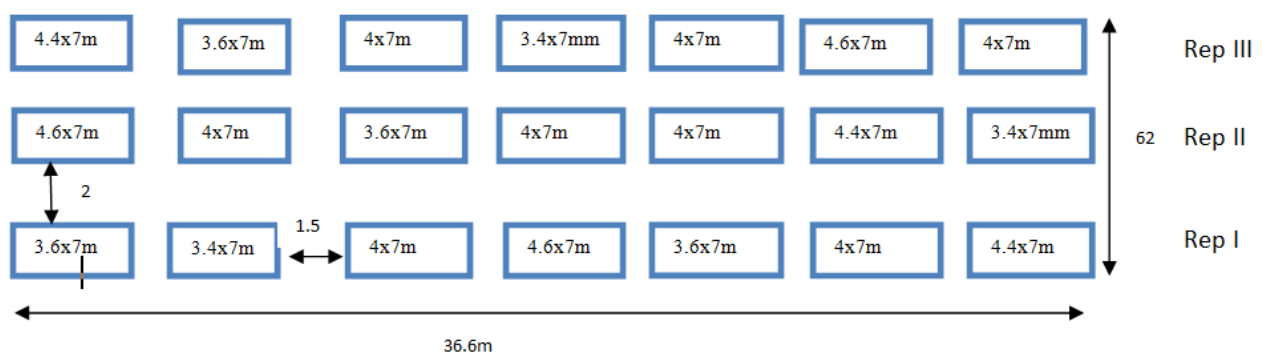 4.4x7m 3.6x7m 4x7m 3.4x7mm 4x7m 4.6x7m 4x7m Rep III
4.6x7m 4x7m 3.6x7m 4x7m 4x7m 4.4x7m 3.4x7mm 62 Rep II
2
1.5
3.6x7m 3.4x7m 4x7m 4.6x7m 3.6x7m 4x7m 4.4x7m Rep I
36.6m